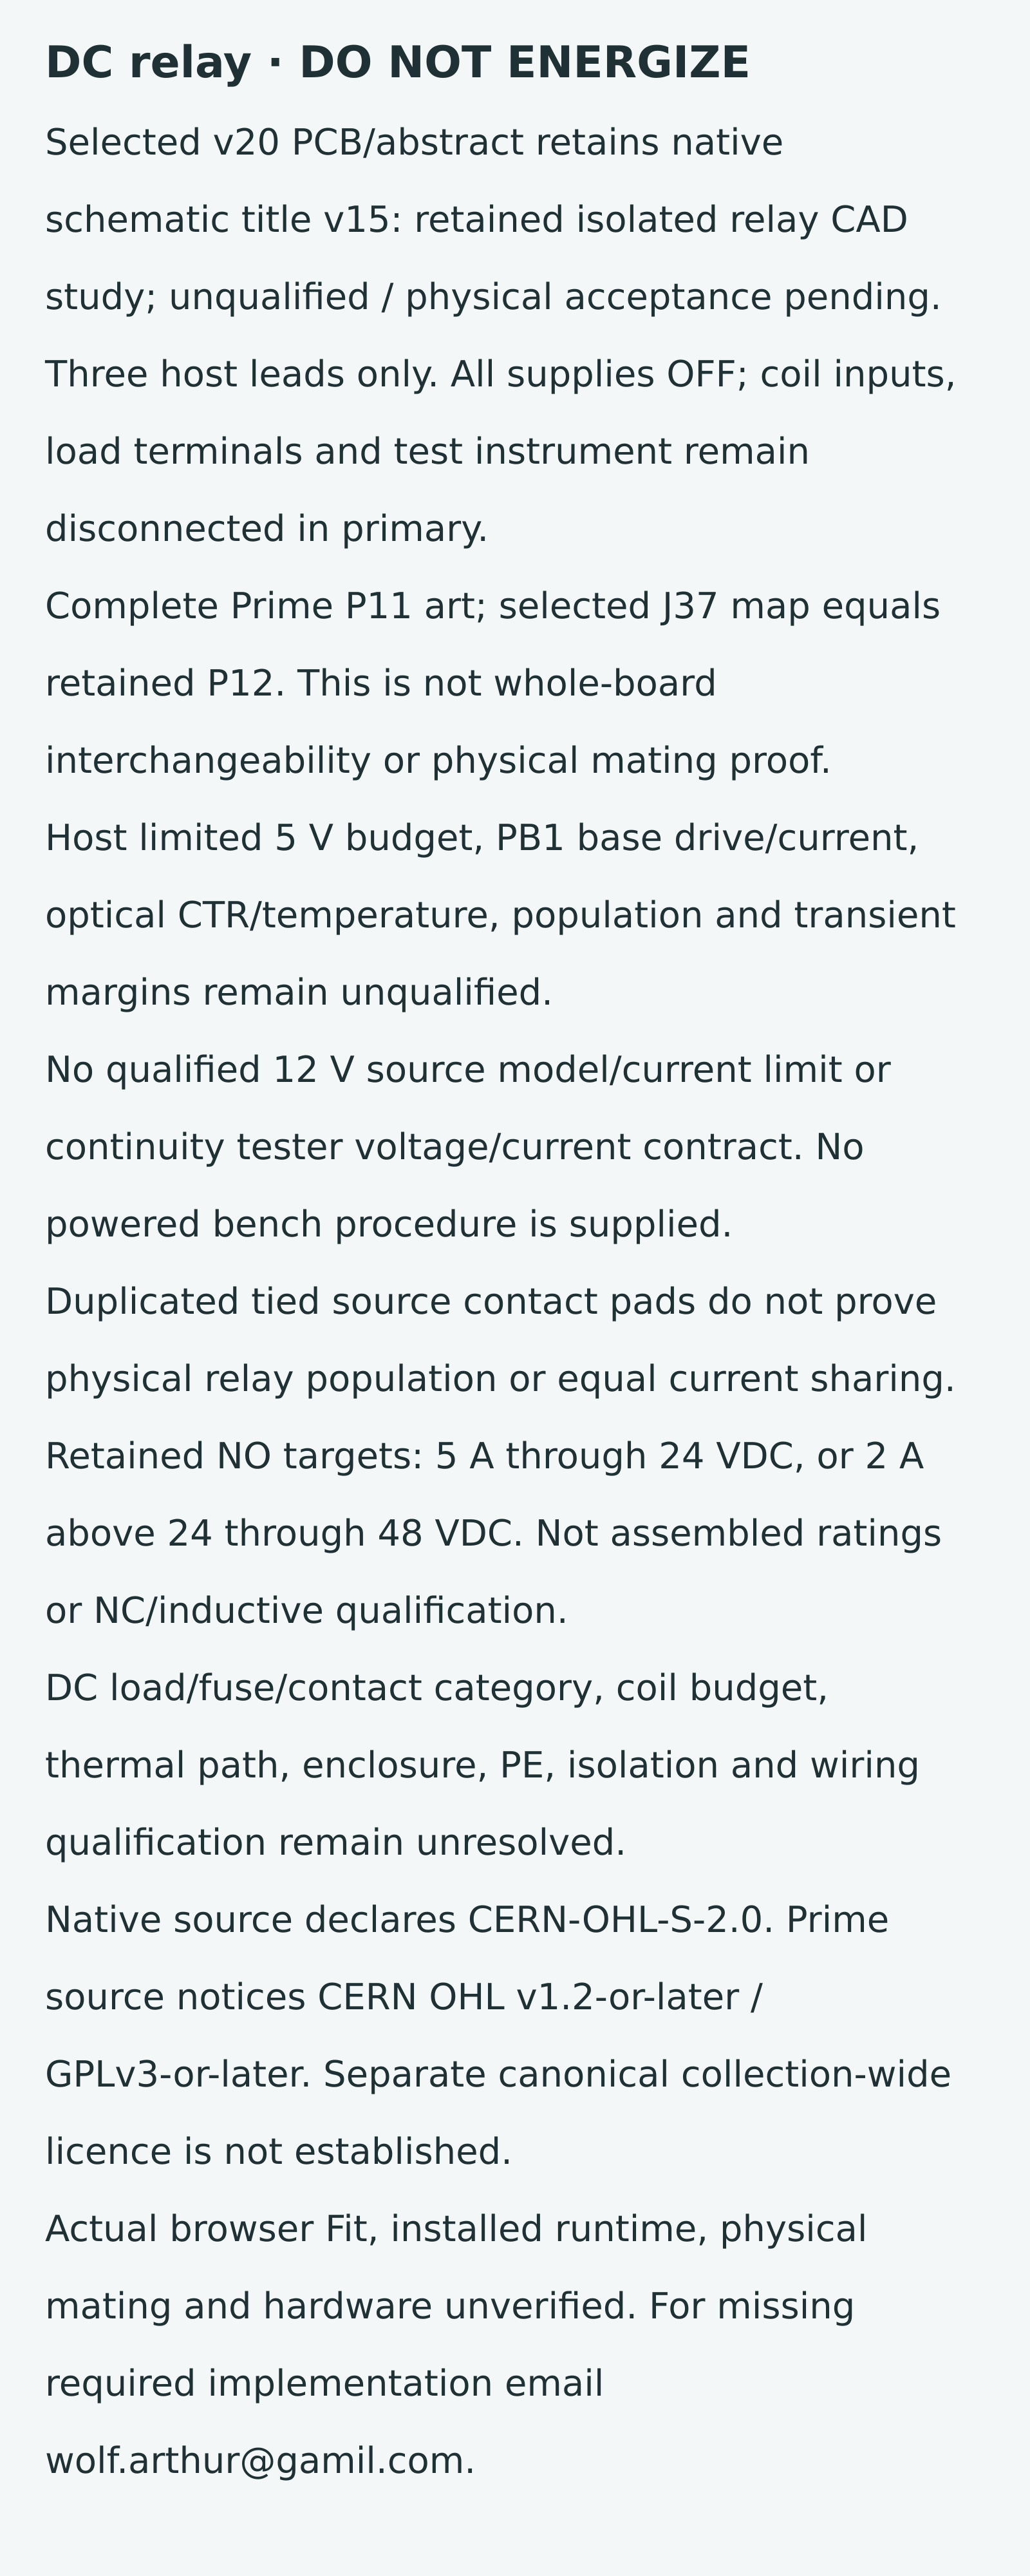 DC relay · DO NOT ENERGIZE
Selected v20 PCB/abstract retains native
schematic title v15: retained isolated relay CAD
study; unqualified / physical acceptance pending.
Three host leads only. All supplies OFF; coil inputs,
load terminals and test instrument remain
disconnected in primary.
Complete Prime P11 art; selected J37 map equals
retained P12. This is not whole-board
interchangeability or physical mating proof.
Host limited 5 V budget, PB1 base drive/current,
optical CTR/temperature, population and transient
margins remain unqualified.
No qualified 12 V source model/current limit or
continuity tester voltage/current contract. No
powered bench procedure is supplied.
Duplicated tied source contact pads do not prove
physical relay population or equal current sharing.
Retained NO targets: 5 A through 24 VDC, or 2 A
above 24 through 48 VDC. Not assembled ratings
or NC/inductive qualification.
DC load/fuse/contact category, coil budget,
thermal path, enclosure, PE, isolation and wiring
qualification remain unresolved.
Native source declares CERN-OHL-S-2.0. Prime
source notices CERN OHL v1.2-or-later /
GPLv3-or-later. Separate canonical collection-wide
licence is not established.
Actual browser Fit, installed runtime, physical
mating and hardware unverified. For missing
required implementation email
wolf.arthur@gamil.com.